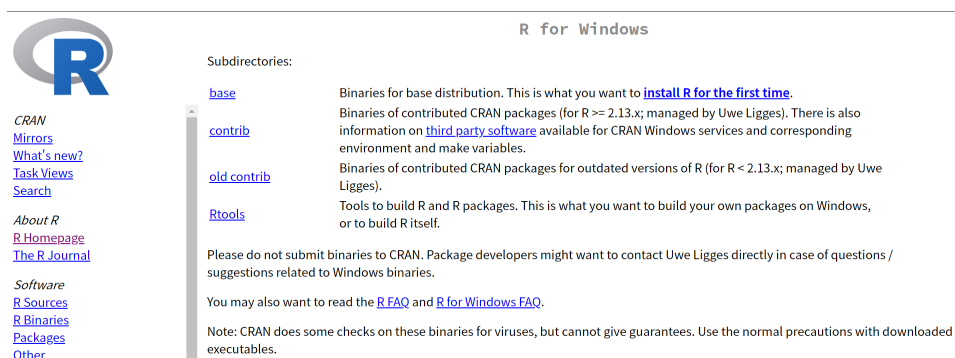 R
R for Windows
Subdirectories:
base
Binaries for base distribution. This is what you want to install R for the first time.
contrib
Binaries of contributed CRAN packages (for R >= 2.13.x; managed by Uwe Ligges). There is also
information on third party software available for CRAN Windows services and corresponding
environment and make variables.
old contrib
Binaries of contributed CRAN packages for outdated versions of R (for R < 2.13.x; managed by Uwe
Ligges).
Rtools
Tools to build R and R packages. This is what you want to build your own packages on Windows,
or to build R itself.
Please do not submit binaries to CRAN. Package developers might want to contact Uwe Ligges directly in case of questions /
suggestions related to Windows binaries.
You may also want to read the R FAQ and R for Windows FAQ.
Note: CRAN does some checks on these binaries for viruses, but cannot give guarantees. Use the normal precautions with downloaded
executables.
CRAN
Mirrors
What's new?
Task Views
Search
About R
R Homepage
The R Journal
Software
R Sources
R Binaries
Packages
Other